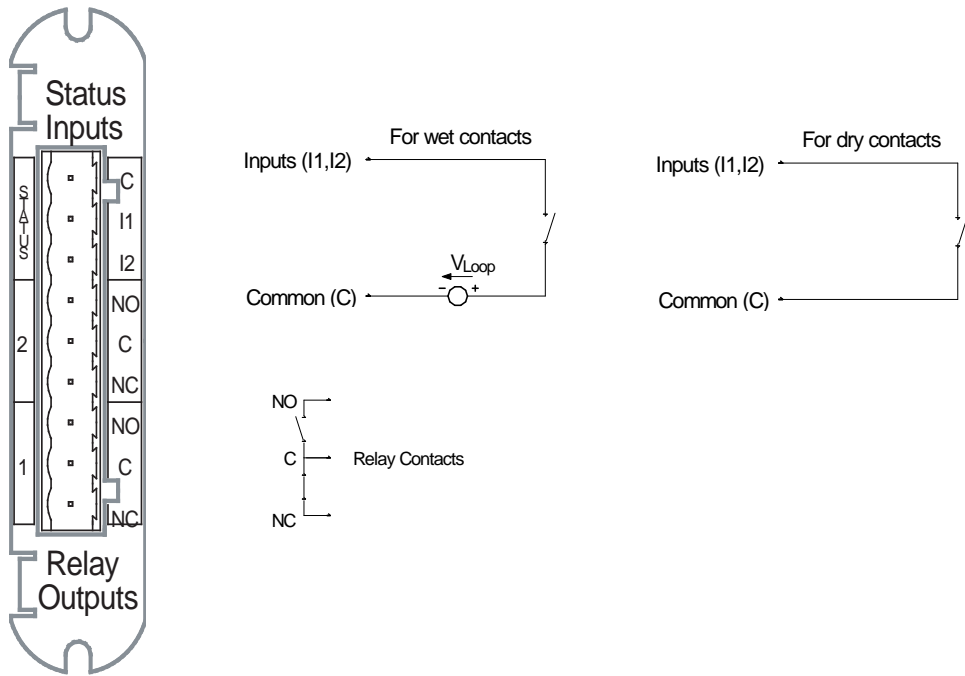 Status
Inputs
STATUS
C
I1
I2
2
NO
C
NC
1
NO
C
NC
Relay
Outputs
For wet contacts
Inputs (I1,I2)
VLoop
- +
Common (C)
For dry contacts
Inputs (I1,I2)
Common (C)
NO
C
Relay Contacts
NC